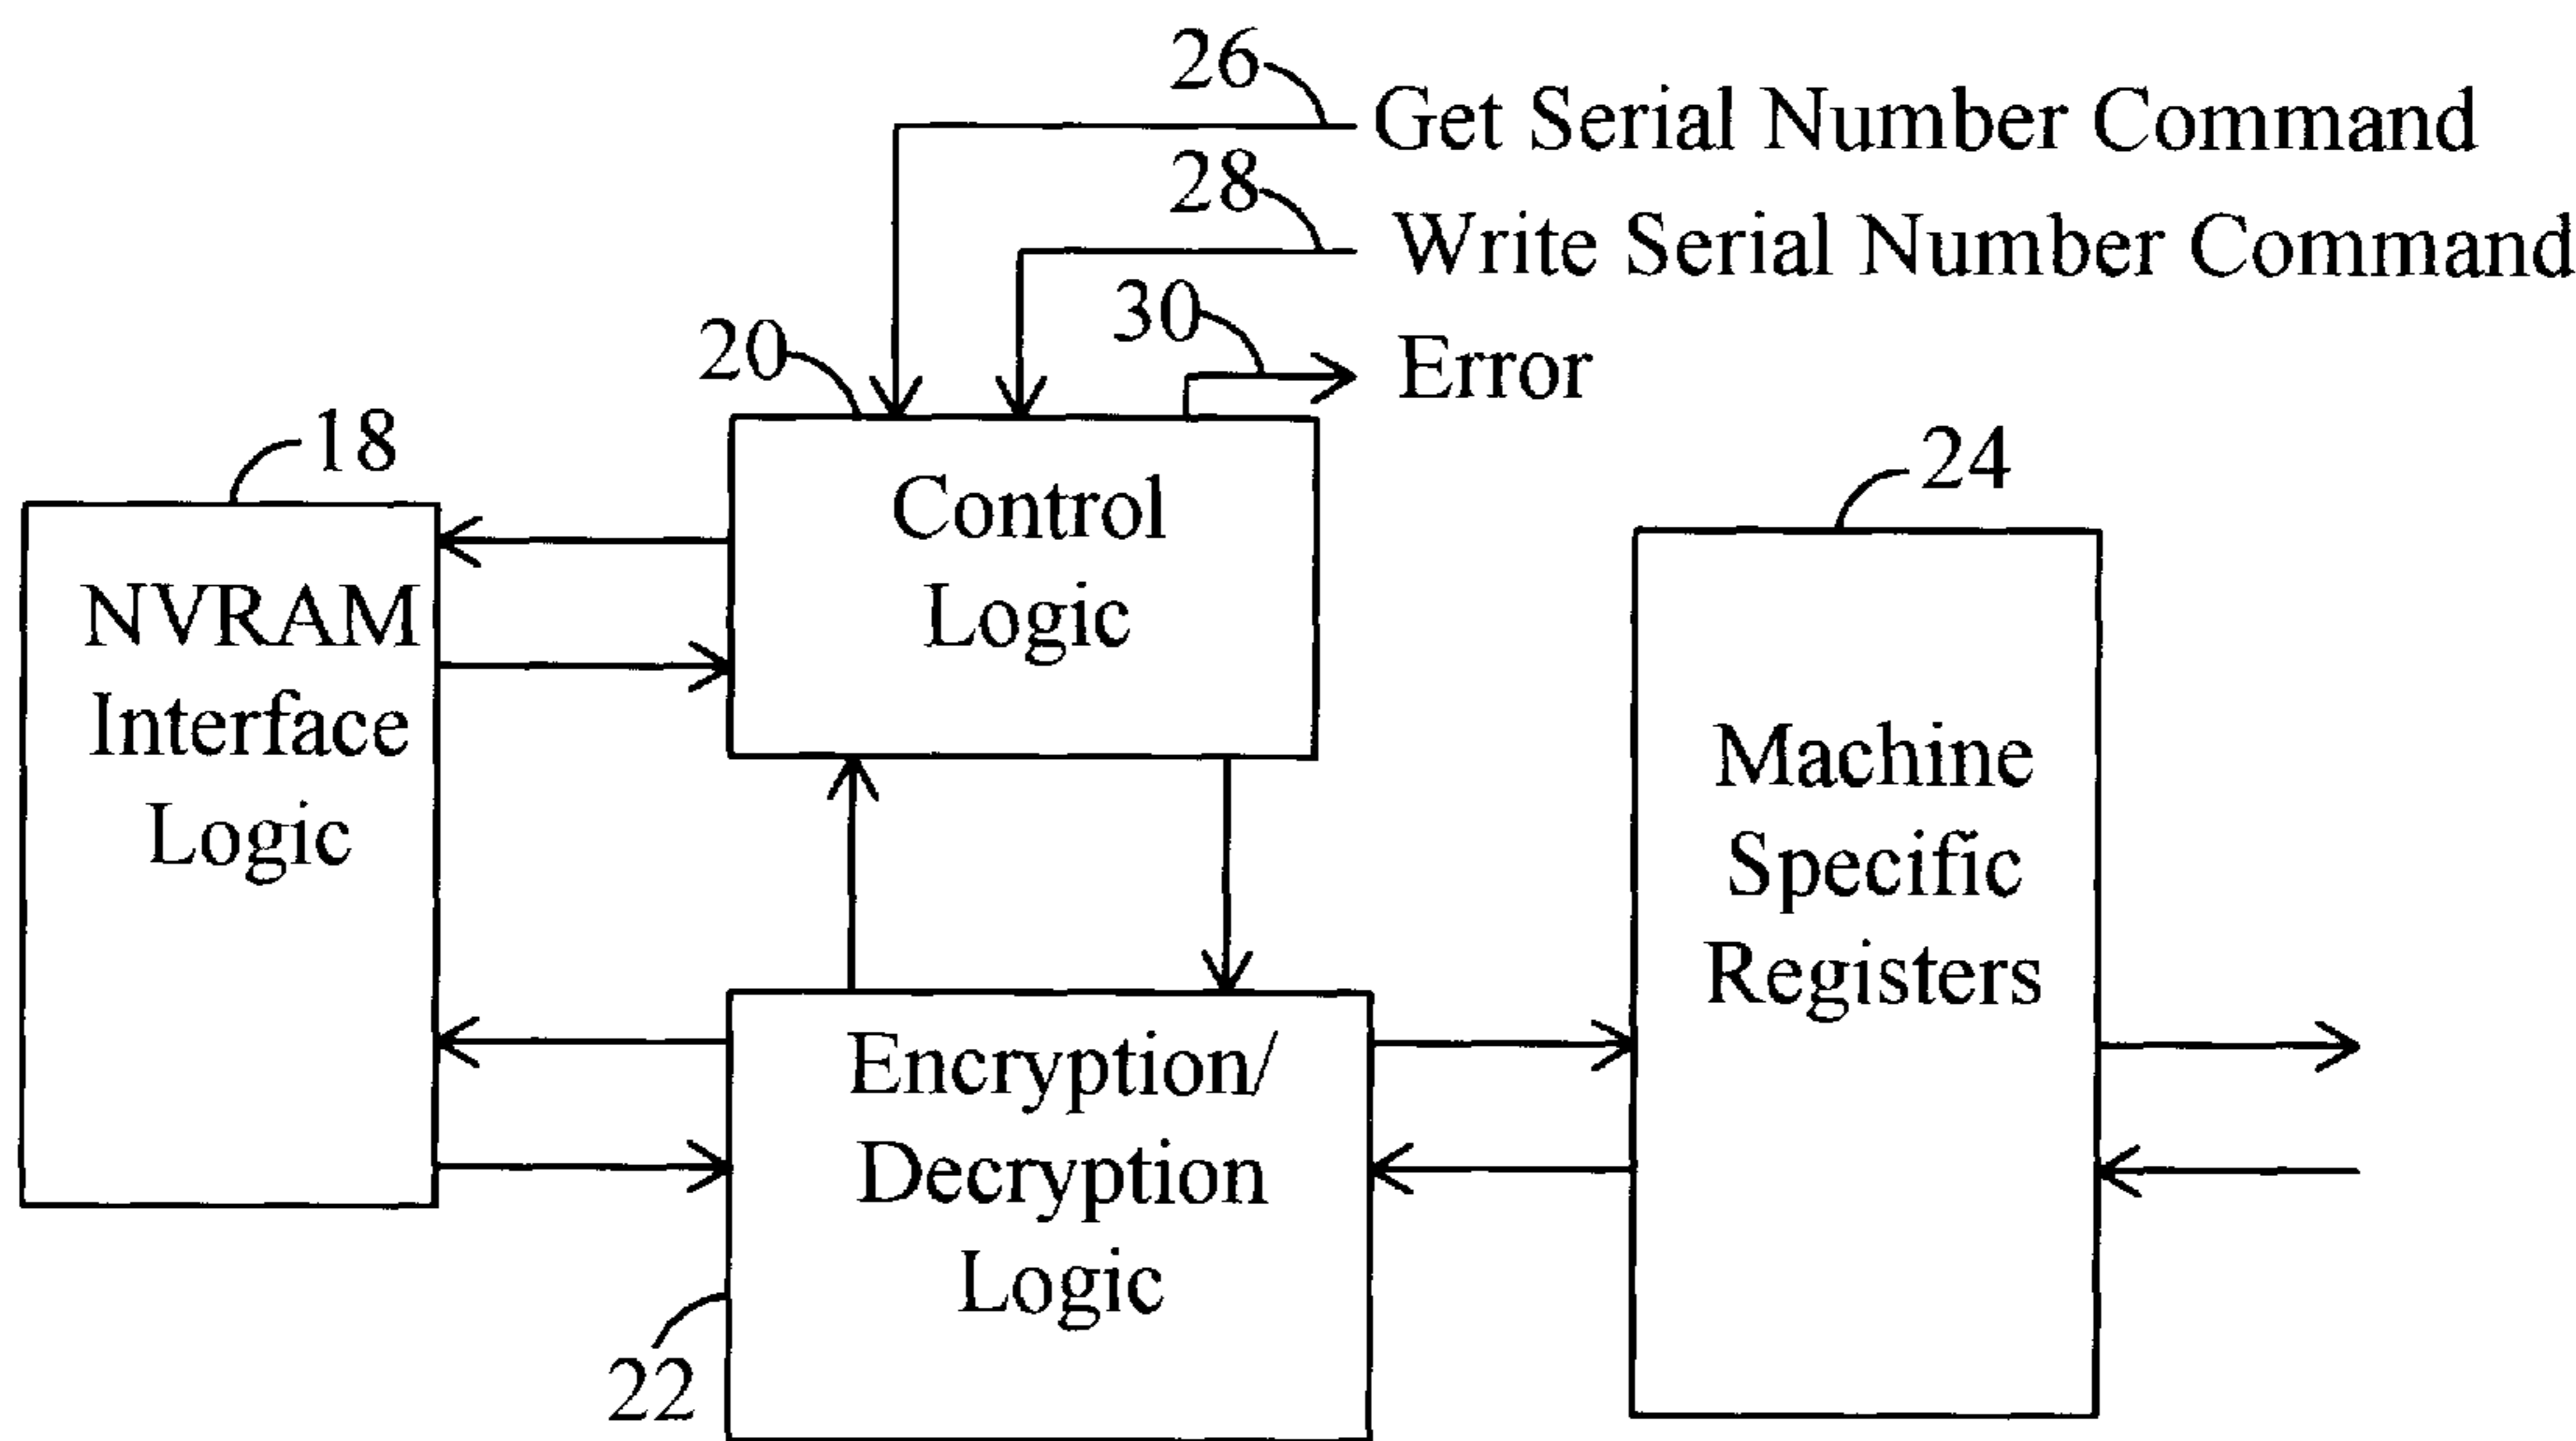 26
Get Serial Number Command
28
Write Serial Number Command
30
Error
20
18
24
Control
Logic
NVRAM
Interface
Logic
Machine
Specific
Registers
Encryption/
Decryption
Logic
22